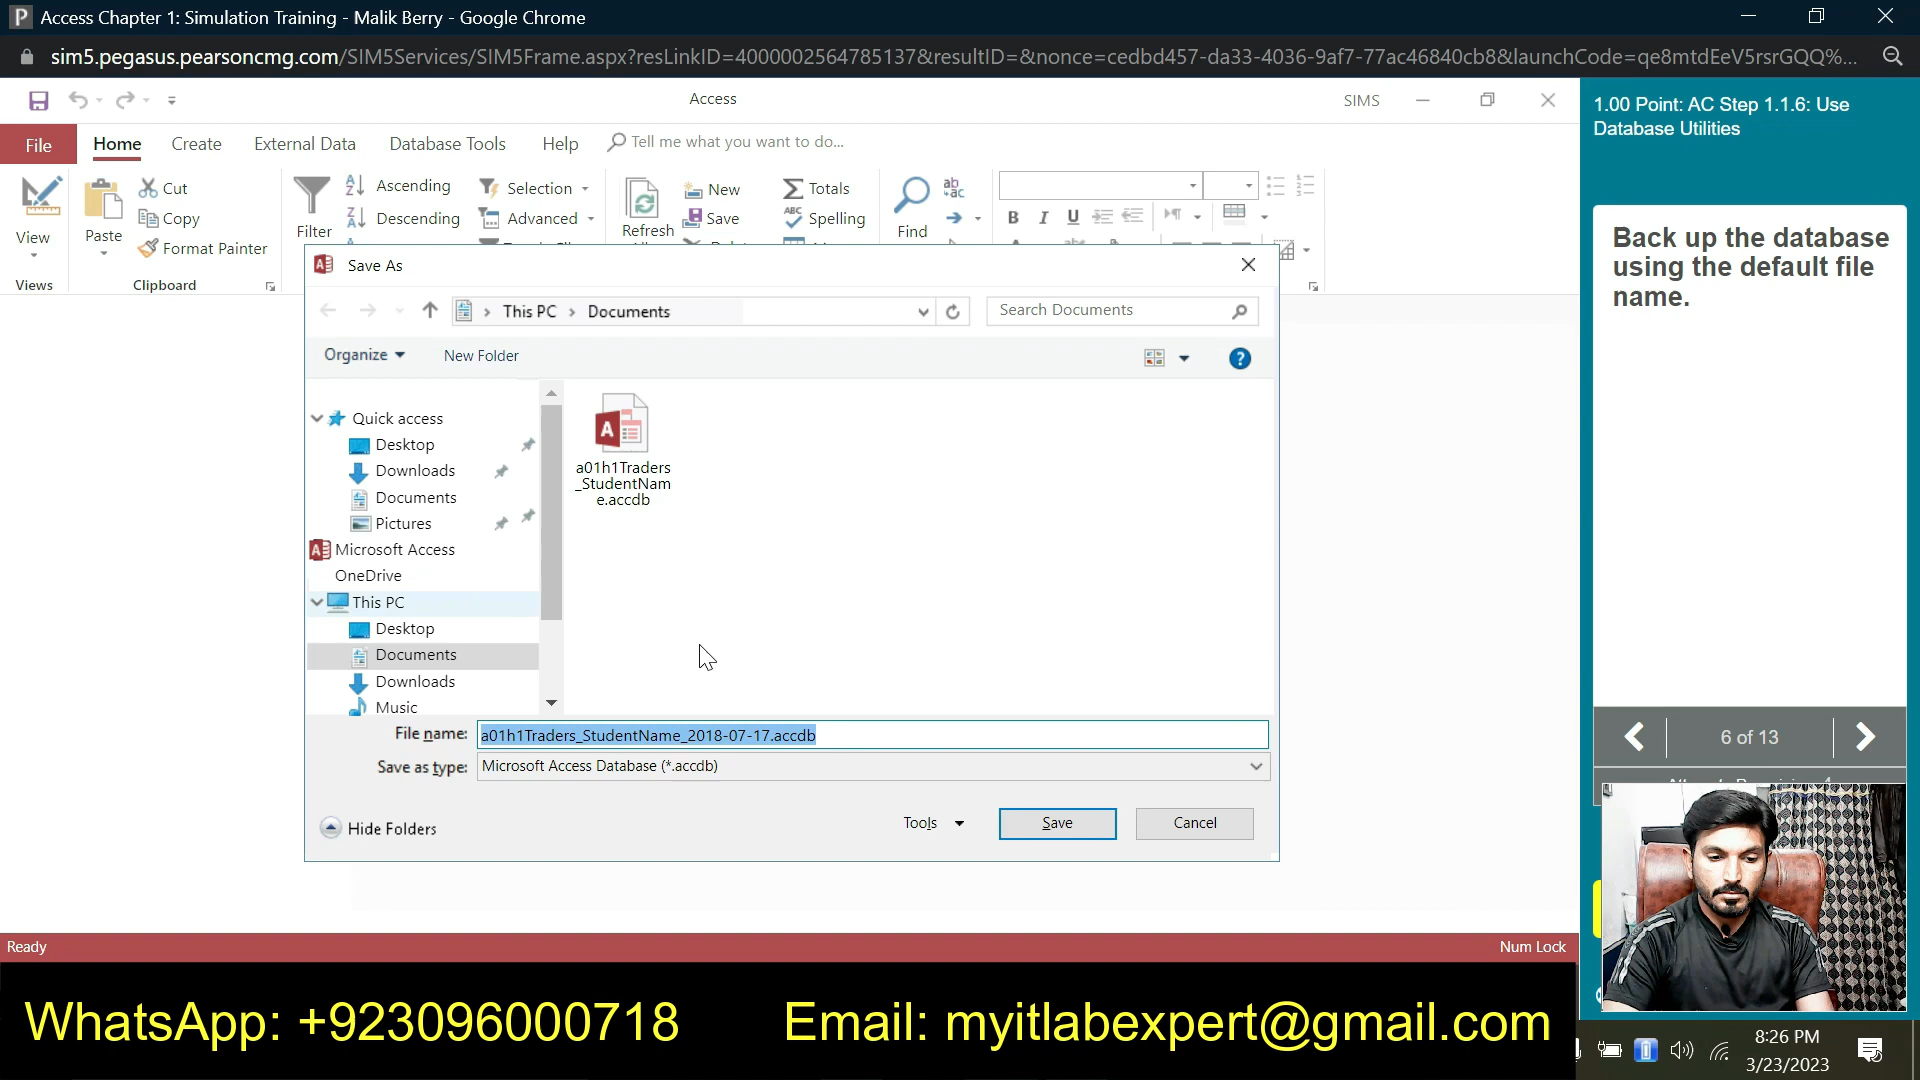 Access Chapter 1: Simulation Training - Malik Berry - Google Chrome
sim5.pegasus.pearsoncmg.com/SIM5Services/SIM5Frame.aspx?resLinkID=4000002564785137&resultID=&nonce=cedbd457-da33-4036-9af7-77ac46840cb8&launchCode=qe8mtdEeV5rsrGQQ%...
Access
SIMS
1.00 Point: AC Step 1.1.6: Use
Database Utilities
File
Home
Create
External Data
Database Tools
Help
Tell me what you want to do...
View
Views
Paste
Cut
Copy
Format Painter
Clipboard
Filter
Ascending
Descending
Selection
Advanced
Refresh
New
Save
Totals
Spelling
Find
B I U
Back up the database
using the default file
name.
Save As
This PC
Documents
Search Documents
Organize
New Folder
Quick access
Desktop
Downloads
Documents
Pictures
Microsoft Access
OneDrive
This PC
Desktop
Documents
Downloads
Music
a01h1Traders
_StudentNam
e.accdb
File name:
a01h1Traders_StudentName_2018-07-17.accdb
Save as type:
Microsoft Access Database (*.accdb)
Hide Folders
Tools
Save
Cancel
6 of 13
Ready
Num Lock
WhatsApp: +923096000718
Email: myitlabexpert@gmail.com
8:26 PM
3/23/2023